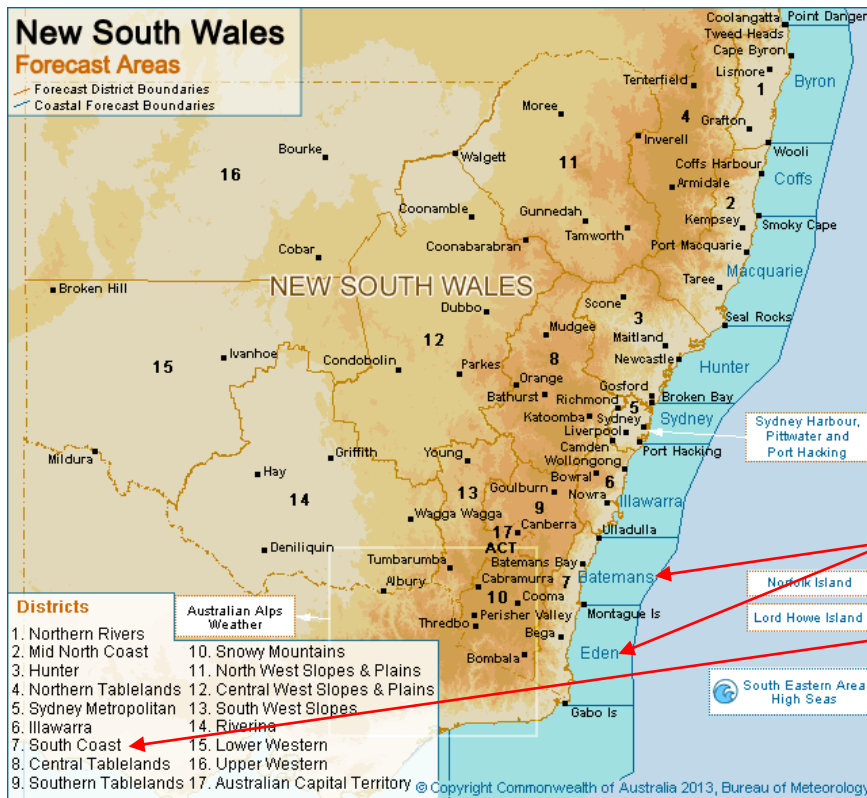 New South Wales
Forecast Areas
Forecast District Boundaries
Coastal Forecast Boundaries
Coolangatta
Point Danger
Tweed Heads
Cape Byron
Lismore
1
Byron
Tenterfield
4
Moree
Grafton
Inverell
Bourke
Walgett
11
Wooli
16
Coffs Harbour
Coffs
Armidale
Coonamble
2
Gunnedah
Kempsey
Smoky Cape
Tamworth
Coonabarabran
Cobar
Port Macquarie
Macquarie
Taree
Broken Hill
NEW SOUTH WALES
Scone
Dubbo
3
Seal Rocks
Mudgee
12
Maitland
15
Ivanhoe
8
Newcastle
Condobolin
Parkes
Hunter
Orange
Gosford
Bathurst
Richmond
Broken Bay
5
Katoomba
Sydney
Sydney
Liverpool
Sydney Harbour,
Pittwater and
Port Hacking
Camden
Port Hacking
Mildura
Griffith
Young
Wollongong
Hay
Bowral
6
13
Goulburn
Nowra
Illawarra
14
9
Wagga Wagga
17
Canberra
Ulladulla
ACT
Deniliquin
Batemans Bay
Tumbarumba
7
Batemans
Albury
Cabramurra
Norfolk Island
10
Cooma
Montague Is
Australian Alps
Weather
Perisher Valley
Lord Howe Island
Thredbo
Bega
Eden
Bombala
South Eastern Area
High Seas
Gabo Is
Districts
1. Northern Rivers
2. Mid North Coast
3. Hunter
4. Northern Tablelands
5. Sydney Metropolitan
6. Illawarra
7. South Coast
8. Central Tablelands
9. Southern Tablelands
10. Snowy Mountains
11. North West Slopes & Plains
12. Central West Slopes & Plains
13. South West Slopes
14. Riverina
15. Lower Western
16. Upper Western
17. Australian Capital Territory
© Copyright Commonwealth of Australia 2013, Bureau of Meteorology,